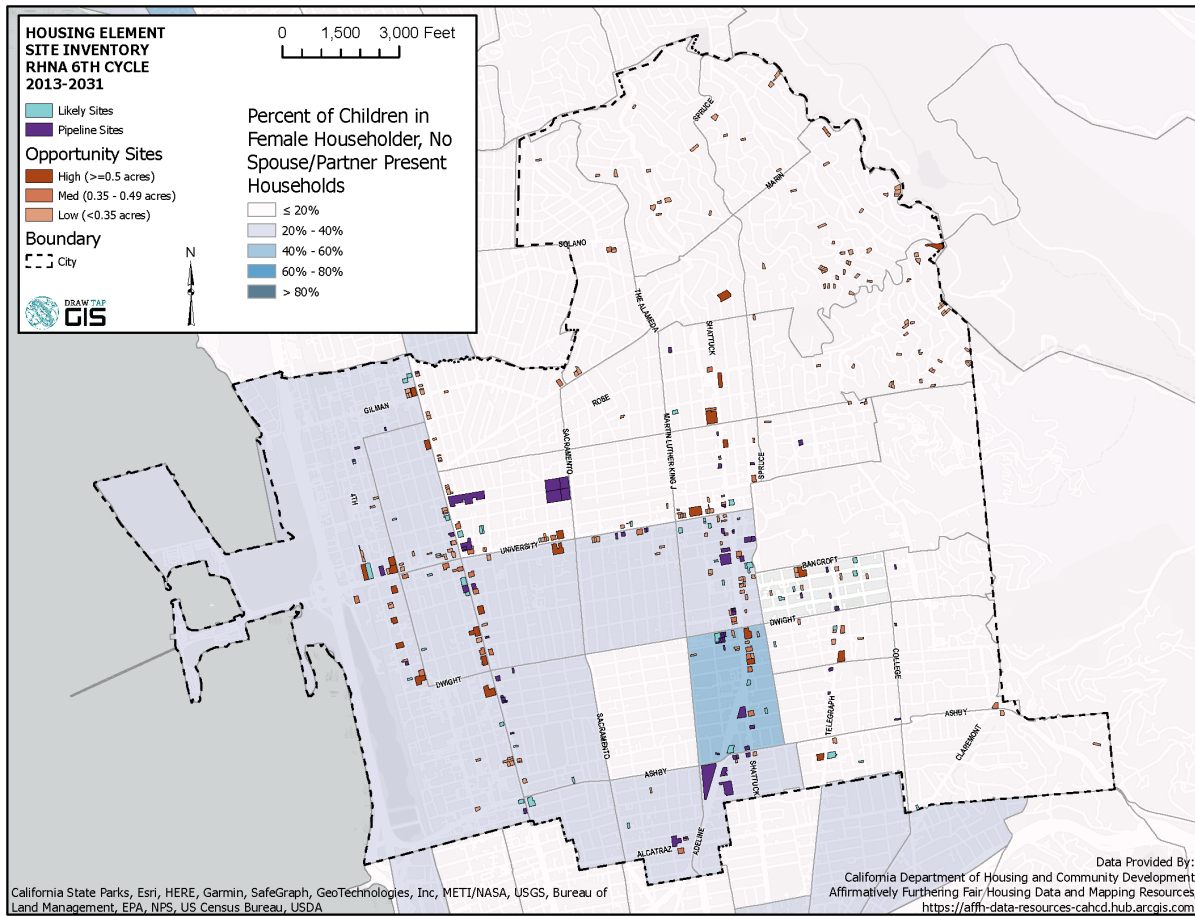 HOUSING ELEMENT
SITE INVENTORY
RHNA 6TH CYCLE
2013-2031
Likely Sites
Pipeline Sites
Opportunity Sites
High (>=0.5 acres)
Med (0.35 - 0.49 acres)
Low (<0.35 acres)
Boundary
City
DRAW TAP
GIS
N
0 1,500 3,000 Feet
Percent of Children in
Female Householder, No
Spouse/Partner Present
Households
≤ 20%
20% - 40%
40% - 60%
60% - 80%
> 80%
SPRUCE
MARIN
SOLANO
THE ALAMEDA
SHATTUCK
GILMAN
ROSE
SACRAMENTO
MARTIN LUTHER KING J
SPRUCE
4TH
UNIVERSITY
BANCROFT
DWIGHT
DWIGHT
COLLEGE
SACRAMENTO
TELEGRAPH
ASHBY
CLAREMONT
ASHBY
SHATTUCK
ADELINE
ALCATRAZ
California State Parks, Esri, HERE, Garmin, SafeGraph, GeoTechnologies, Inc, METI/NASA, USGS, Bureau of
Land Management, EPA, NPS, US Census Bureau, USDA
Data Provided By:
California Department of Housing and Community Development
Affirmatively Furthering Fair Housing Data and Mapping Resources
https://affh-data-resources-cahcd.hub.arcgis.com